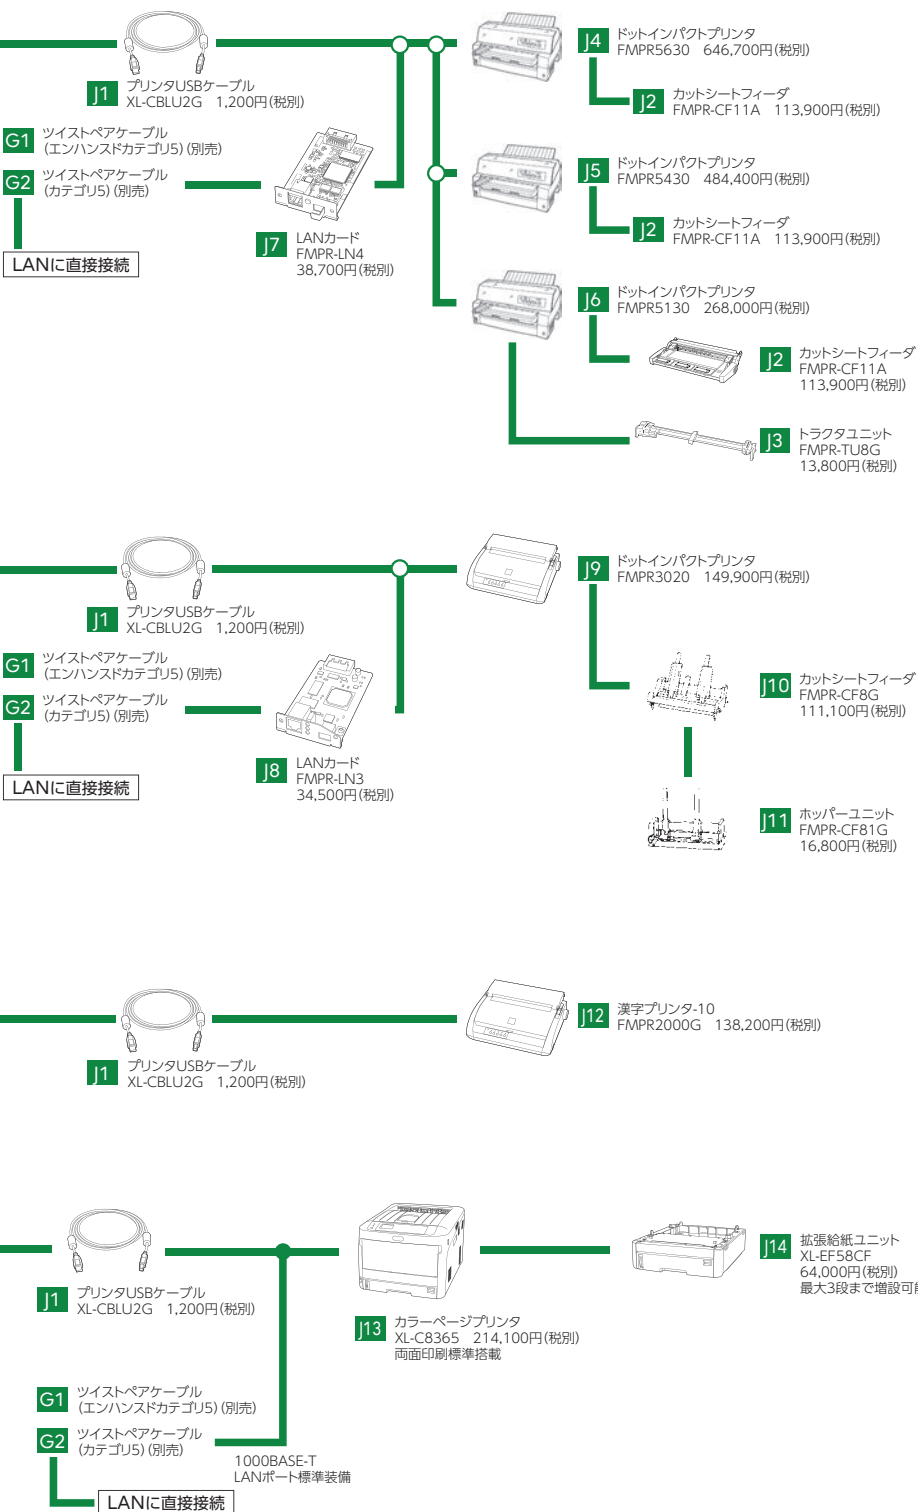 J1
プリンタUSBケーブル
XL-CBLU2G　1,200円(税別)
G1
ツイストペアケーブル
(エンハンスドカテゴリ5) (別売)
G2
ツイストペアケーブル
(カテゴリ5) (別売)
LANに直接接続
J7
LANカード
FMPR-LN4
38,700円(税別)
J4
ドットインパクトプリンタ
FMPR5630　646,700円(税別)
J2
カットシートフィーダ
FMPR-CF11A　113,900円(税別)
J5
ドットインパクトプリンタ
FMPR5430　484,400円(税別)
J2
カットシートフィーダ
FMPR-CF11A　113,900円(税別)
J6
ドットインパクトプリンタ
FMPR5130　268,000円(税別)
J2
カットシートフィーダ
FMPR-CF11A
113,900円(税別)
J3
トラクタユニット
FMPR-TU8G
13,800円(税別)
J1
プリンタUSBケーブル
XL-CBLU2G　1,200円(税別)
G1
ツイストペアケーブル
(エンハンスドカテゴリ5) (別売)
G2
ツイストペアケーブル
(カテゴリ5) (別売)
LANに直接接続
J8
LANカード
FMPR-LN3
34,500円(税別)
J9
ドットインパクトプリンタ
FMPR3020　149,900円(税別)
J10
カットシートフィーダ
FMPR-CF8G
111,100円(税別)
J11
ホッパーユニット
FMPR-CF81G
16,800円(税別)
J1
プリンタUSBケーブル
XL-CBLU2G　1,200円(税別)
J12
漢字プリンタ-10
FMPR2000G　138,200円(税別)
J1
プリンタUSBケーブル
XL-CBLU2G　1,200円(税別)
G1
ツイストペアケーブル
(エンハンスドカテゴリ5) (別売)
G2
ツイストペアケーブル
(カテゴリ5) (別売)
LANに直接接続
1000BASE-T
LANポート標準装備
J13
カラーページプリンタ
XL-C8365　214,100円(税別)
両面印刷標準搭載
J14
拡張給紙ユニット
XL-EF58CF
64,000円(税別)
最大3段まで増設可能